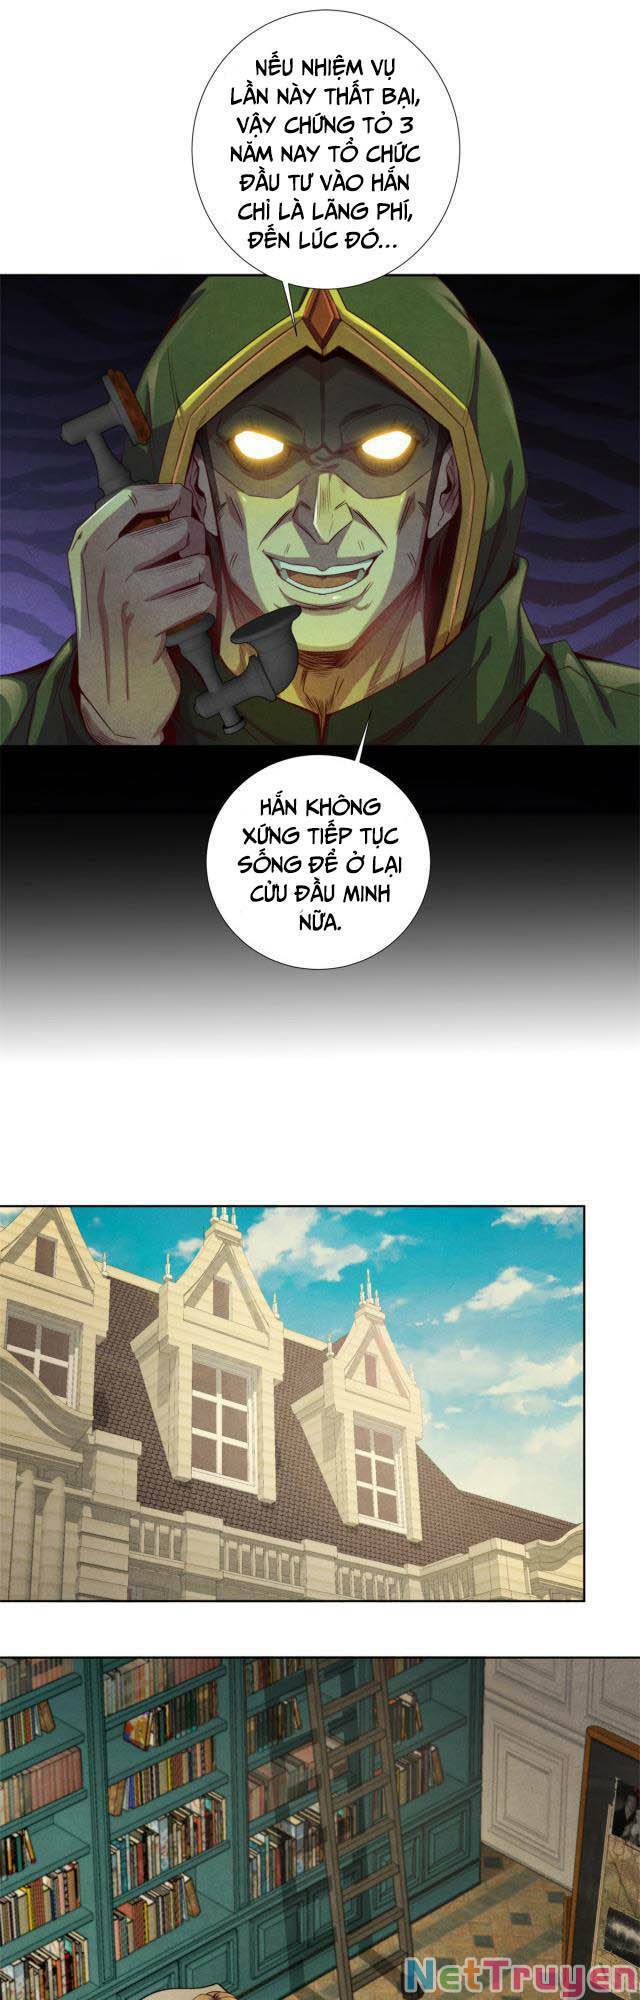 NẾU NHIỆM VỤ
LẦN NÀY THẤT BẠI,
VẬY CHỨNG TỎ 3
NĂM NAY TỔ CHỨC
ĐẦU TƯ VÀO HẮN
CHỈ LÀ LÃNG PHÍ,
ĐẾN LÚC ĐÓ...
HẮN KHÔNG
XỨNG TIẾP TỤC
SỐNG ĐỂ Ở LẠI
CỬU ĐẦU MINH
NỮA.
NetTruyen